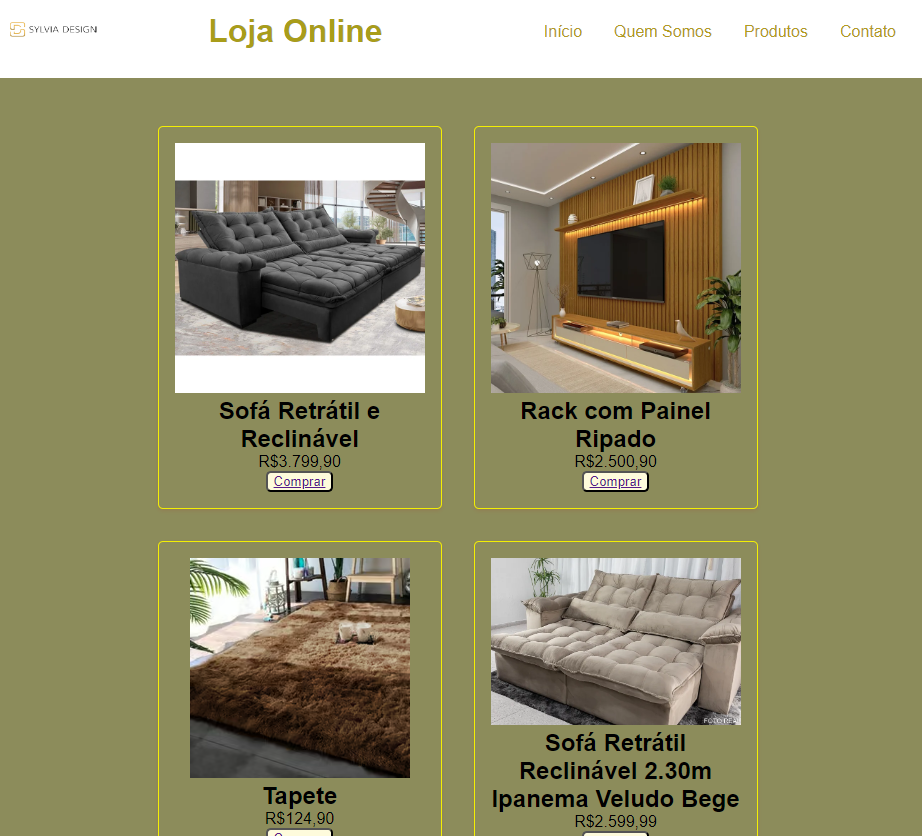 SYLVIA DESIGN
Loja Online
Início
Quem Somos
Produtos
Contato
Sofá Retrátil e
Reclinável
R$3.799,90
Comprar
Rack com Painel
Ripado
R$2.500,90
Comprar
Tapete
R$124,90
FOTO REAL
Sofá Retrátil
Reclinável 2.30m
Ipanema Veludo Bege
R$2.599,99